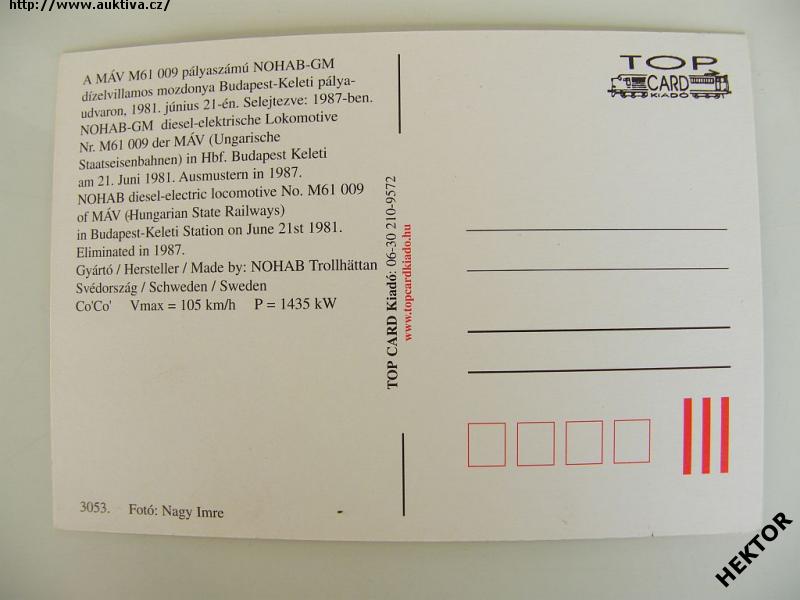 http://www.auktiva.cz/
A MÁV M61 009 pályaszámú NOHAB-GM
dízelvillamos mozdonya Budapest-Keleti pálya-
udvaron, 1981. június 21-én. Selejtezve: 1987-ben.
NOHAB-GM diesel-elektrische Lokomotive
Nr. M61 009 der MÁV (Ungarische
Staatseisenbahnen) in Hbf. Budapest Keleti
am 21. Juni 1981. Ausmustern in 1987.
NOHAB diesel-electric locomotive No. M61 009
of MÁV (Hungarian State Railways)
in Budapest-Keleti Station on June 21st 1981.
Eliminated in 1987.
Gyártó / Hersteller / Made by: NOHAB Trollhättan
Svédország / Schweden / Sweden
Co'Co' Vmax = 105 km/h P = 1435 kW
3053. Fotó: Nagy Imre
TOP CARD Kiadó: 06-30 210-9572
www.topcardkiado.hu
TOP
CARD
KIADÓ
HEKTOR